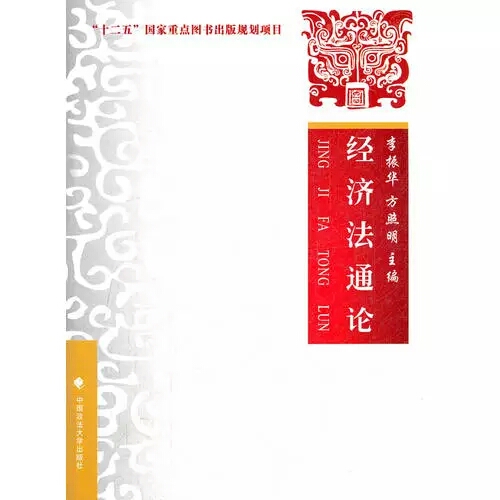 “十二五”国家重点图书出版规划项目
李振华 方照明 主编
经济法通论
JING JI FA TONG LUN
中国政法大学出版社